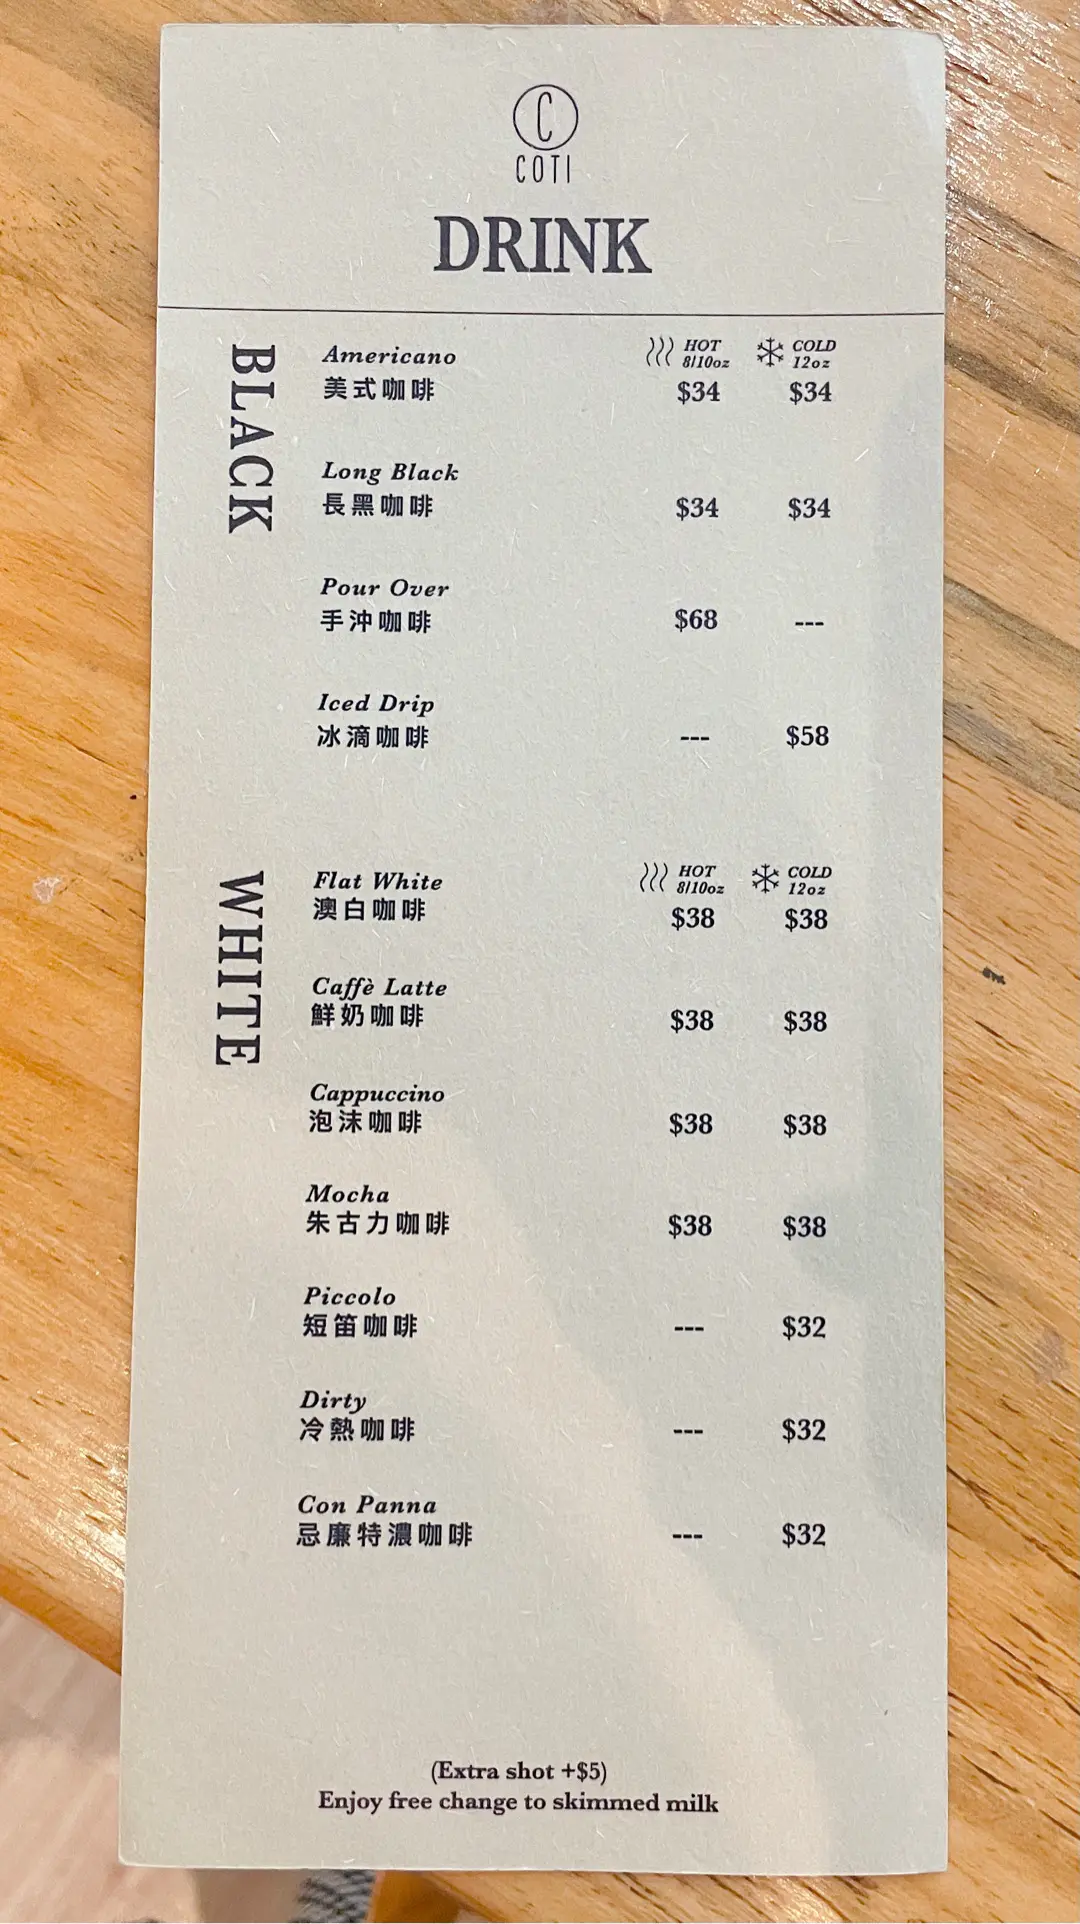 C
COTI
DRINK
BLACK
HOT COLD
8/10oz 12oz
Americano
美式咖啡 $34 $34
Long Black
長黑咖啡 $34 $34
Pour Over
手沖咖啡 $68 ---
Iced Drip
冰滴咖啡 --- $58
WHITE
HOT COLD
8/10oz 12oz
Flat White
澳白咖啡 $38 $38
Caffè Latte
鮮奶咖啡 $38 $38
Cappuccino
泡沫咖啡 $38 $38
Mocha
朱古力咖啡 $38 $38
Piccolo
短笛咖啡 --- $32
Dirty
冷熱咖啡 --- $32
Con Panna
忌廉特濃咖啡 --- $32
(Extra shot +$5)
Enjoy free change to skimmed milk